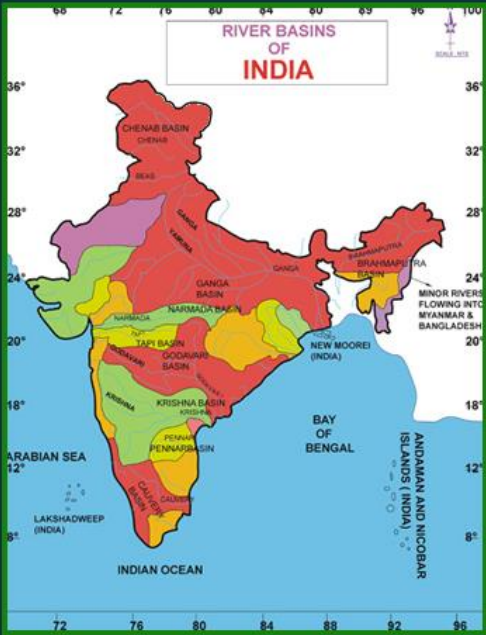 68 72 76 80 84 88 89 96 100
RIVER BASINS
OF
INDIA
SCALE NTS
36°
32°
28°
24°
20°
18°
12°
8°
CHENAB BASIN
CHENAB
BEAS
GANGA
YAMUNA
GANGA
GANGA
BASIN
BRAHMAPUTRA
BRAHMAPUTRA
BASIN
MINOR RIVERS
FLOWING INTO
MYANMAR &
BANGLADESH
NARMADA BASIN
NARMADA
TAPI
TAPI BASIN
NEW MOOREI
(INDIA)
GODAVARI
GODAVARI
BASIN
KRISHNA
KRISHNA BASIN
KRISHNA
BAY
OF
BENGAL
PENNAR
PENNARBASIN
ARABIAN SEA
CAUVERY
BASIN
CAUVERY
LAKSHADWEEP
(INDIA)
ANDAMAN AND NICOBAR
ISLANDS ( INDIA)
INDIAN OCEAN
72 76 80 84 88 92 96